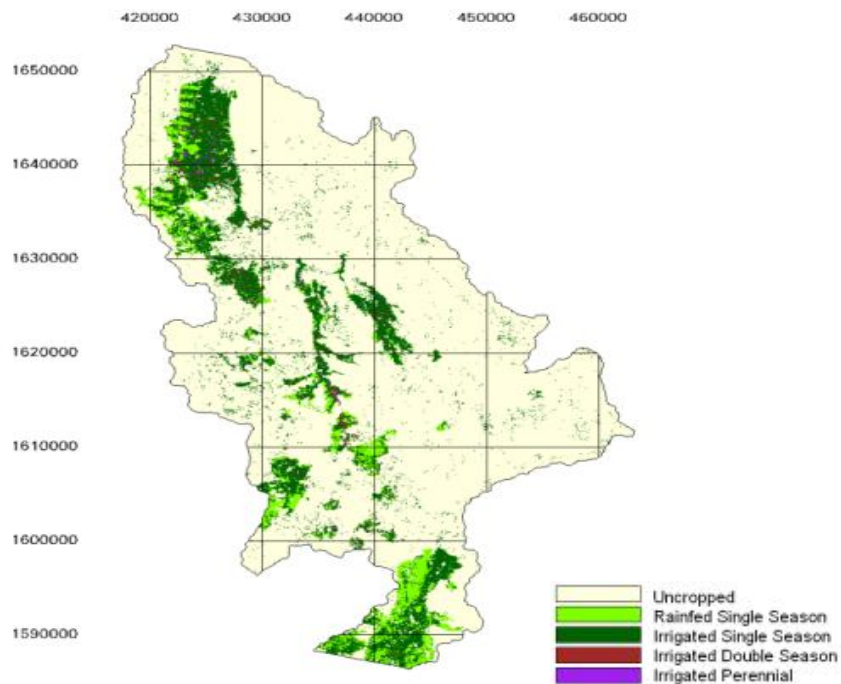 420000 430000 440000 450000 460000
1650000
1640000
1630000
1620000
1610000
1600000
1590000
Uncropped
Rainfed Single Season
Irrigated Single Season
Irrigated Double Season
Irrigated Perennial